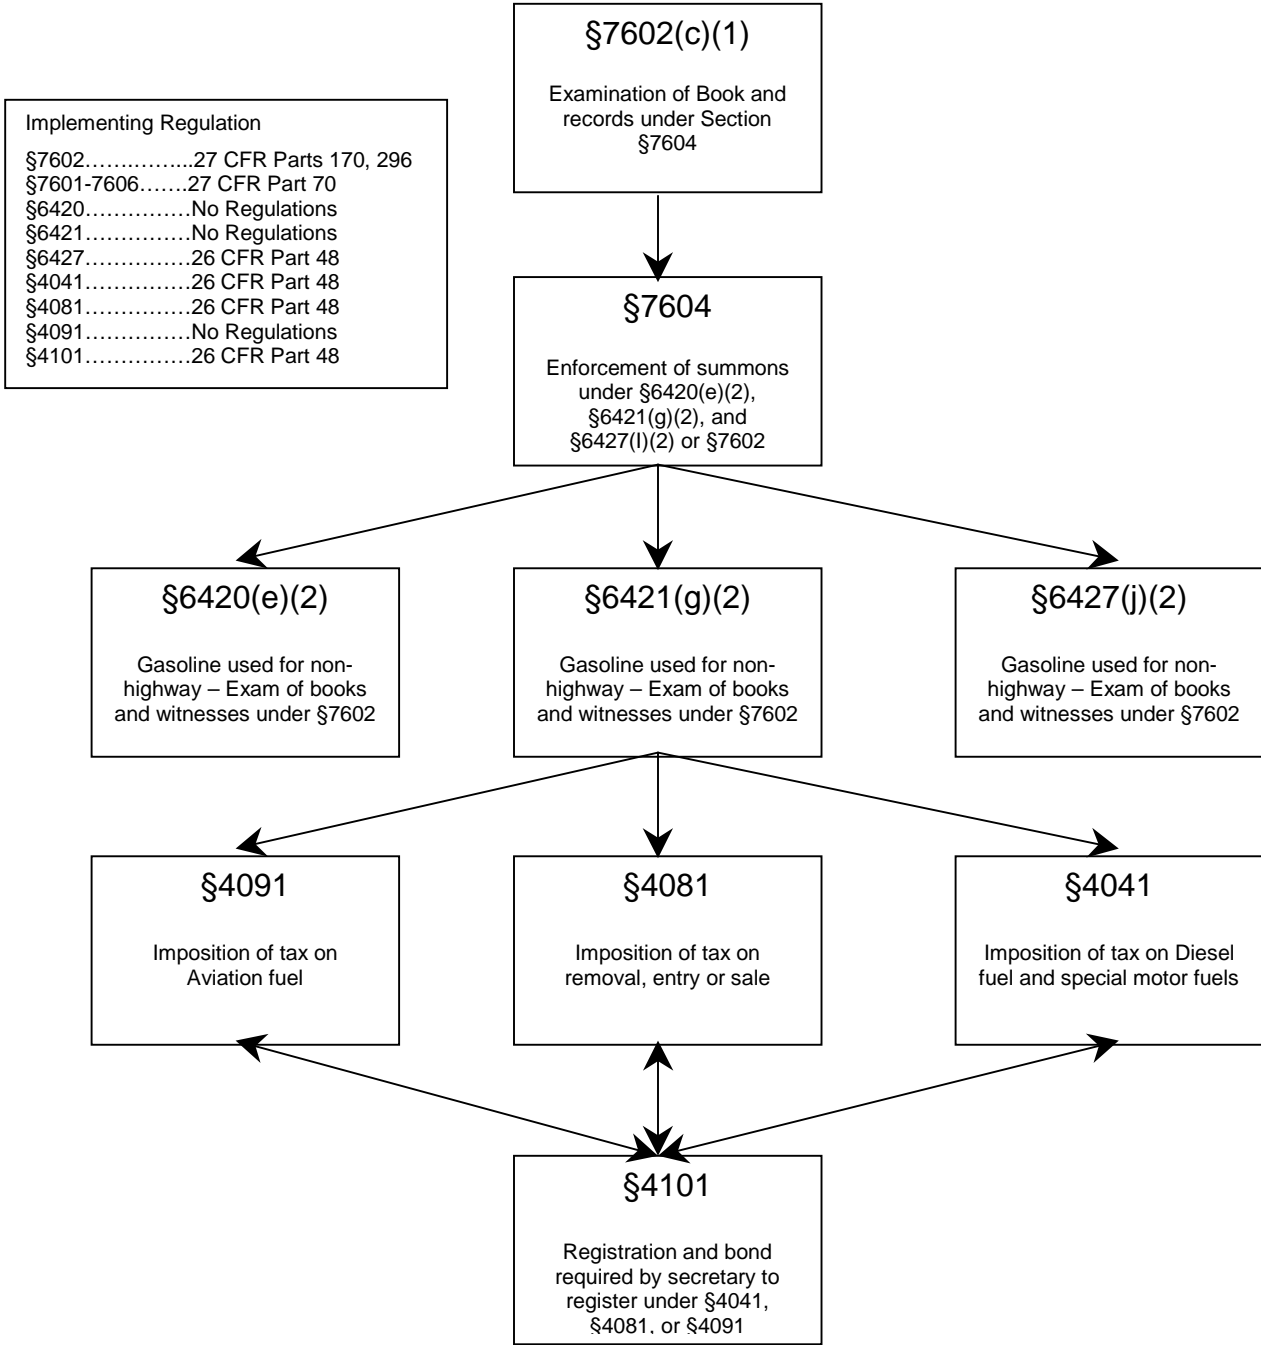 §7602(c)(1)
Examination of Book and
records under Section
§7604
Implementing Regulation
§7602…….……...27 CFR Parts 170, 296
§7601-7606…….27 CFR Part 70
§6420……………No Regulations
§6421……………No Regulations
§6427……………26 CFR Part 48
§4041……………26 CFR Part 48
§4081……………26 CFR Part 48
§4091……………No Regulations
§4101……………26 CFR Part 48
§7604
Enforcement of summons
under §6420(e)(2),
§6421(g)(2), and
§6427(I)(2) or §7602
§6420(e)(2)
Gasoline used for non-
highway – Exam of books
and witnesses under §7602
§6421(g)(2)
Gasoline used for non-
highway – Exam of books
and witnesses under §7602
§6427(j)(2)
Gasoline used for non-
highway – Exam of books
and witnesses under §7602
§4091
Imposition of tax on
Aviation fuel
§4081
Imposition of tax on
removal, entry or sale
§4041
Imposition of tax on Diesel
fuel and special motor fuels
§4101
Registration and bond
required by secretary to
register under §4041,
§4081, or §4091